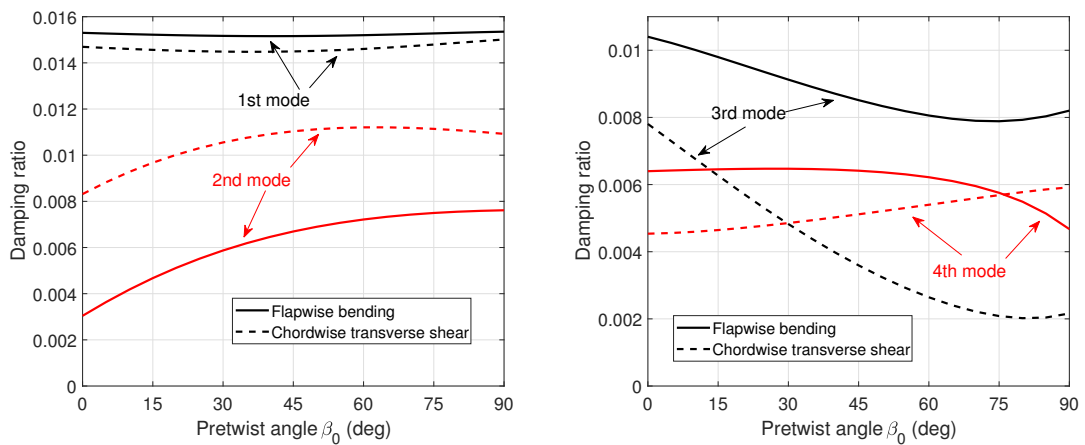 0.016
0.014
0.012
0.01
0.008
0.006
0.004
0.002
0
Damping ratio
1st mode
2nd mode
Flapwise bending
Chordwise transverse shear
0 15 30 45 60 75 90
Pretwist angle β0 (deg)
0.01
0.008
0.006
0.004
0.002
0
Damping ratio
3rd mode
4th mode
Flapwise bending
Chordwise transverse shear
0 15 30 45 60 75 90
Pretwist angle β0 (deg)